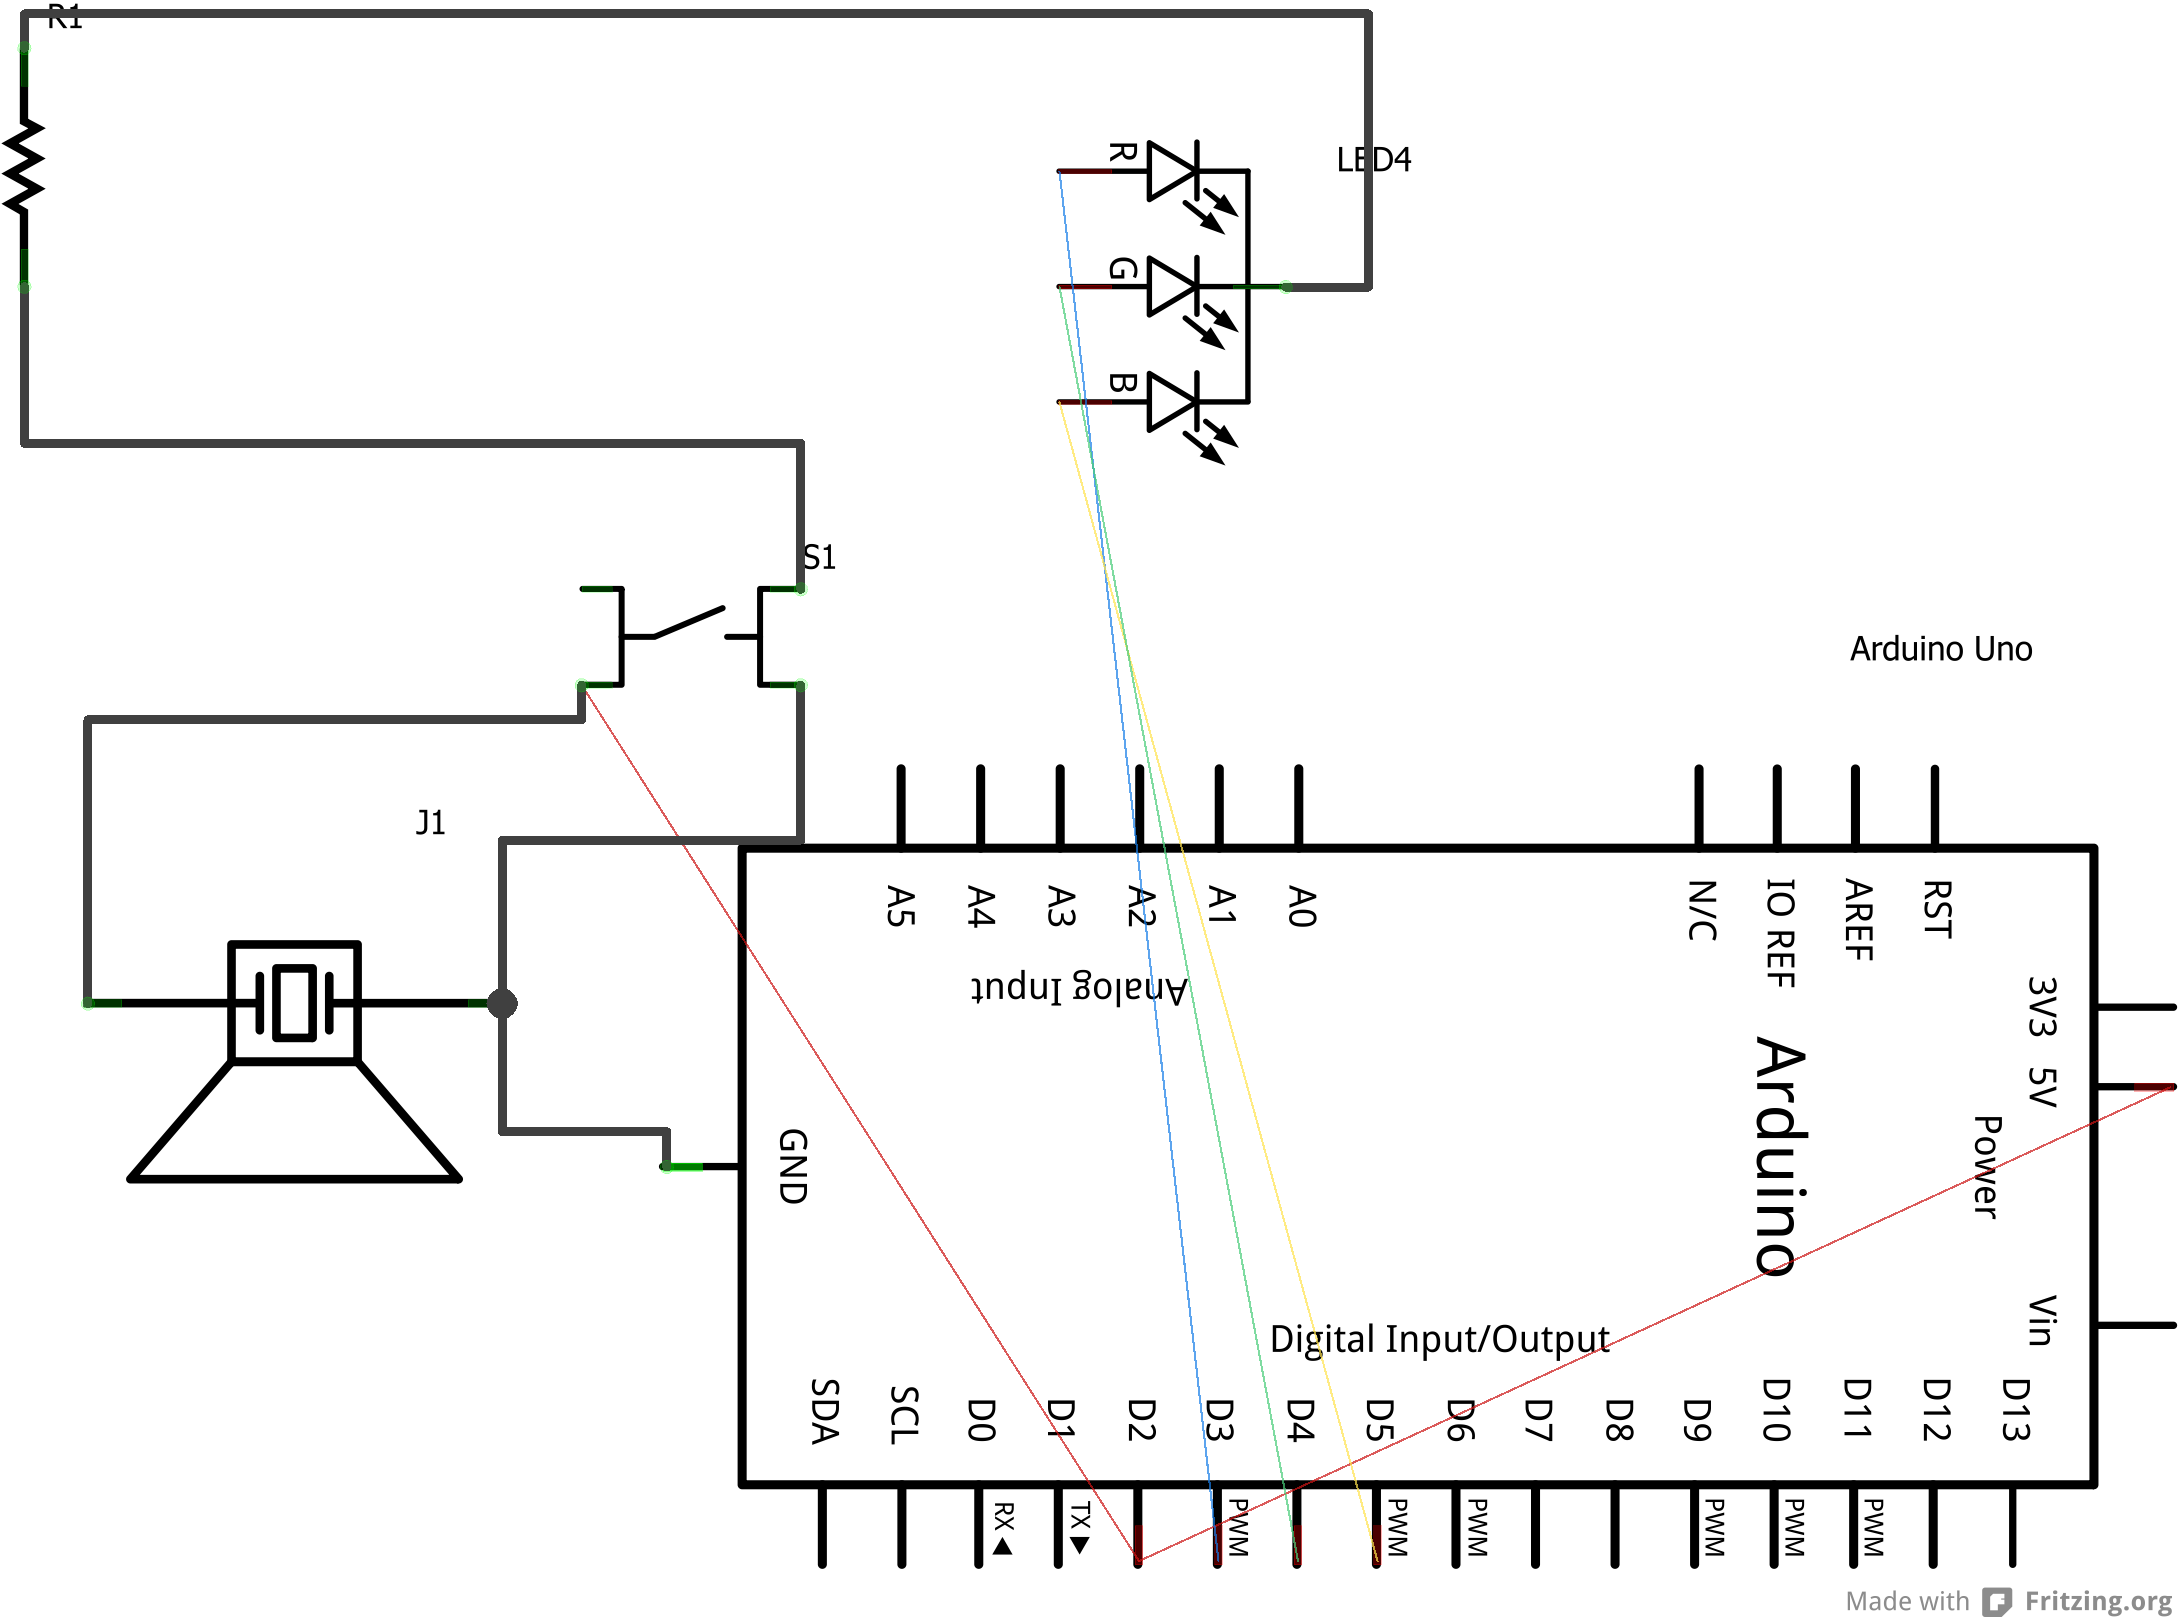 R1
R
LED4
G
B
S1
Arduino Uno
J1
A5
A4
A3
A2
A1
A0
N/C
IO REF
AREF
RST
Analog Input
3V3
5V
Arduino
Power
GND
Vin
Digital Input/Output
SDA
SCL
D0
D1
D2
D3
D4
D5
D6
D7
D8
D9
D10
D11
D12
D13
RX
TX
PWM
PWM
PWM
PWM
PWM
PWM
Made with Fritzing.org